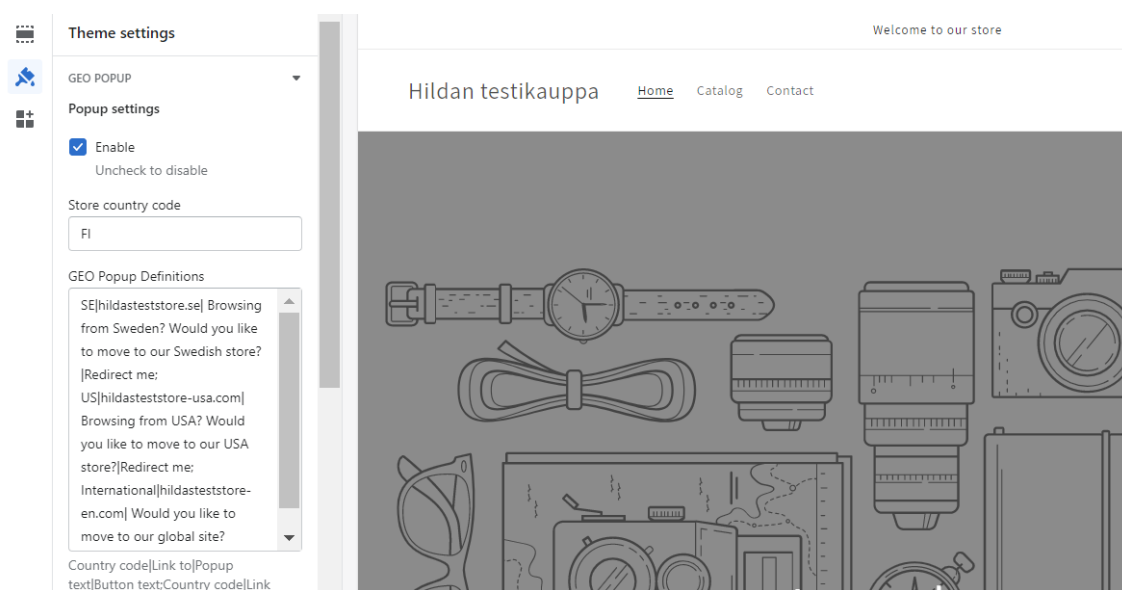 Theme settings
GEO POPUP
Popup settings
Enable
Uncheck to disable
Store country code
FI
GEO Popup Definitions
SE|hildasteststore.se| Browsing
from Sweden? Would you like
to move to our Swedish store?
|Redirect me;
US|hildasteststore-usa.com|
Browsing from USA? Would
you like to move to our USA
store?|Redirect me;
International|hildasteststore-
en.com| Would you like to
move to our global site?
Country code|Link to|Popup
text|Button text;Country code|Link
Welcome to our store
Hildan testikauppa
Home
Catalog
Contact